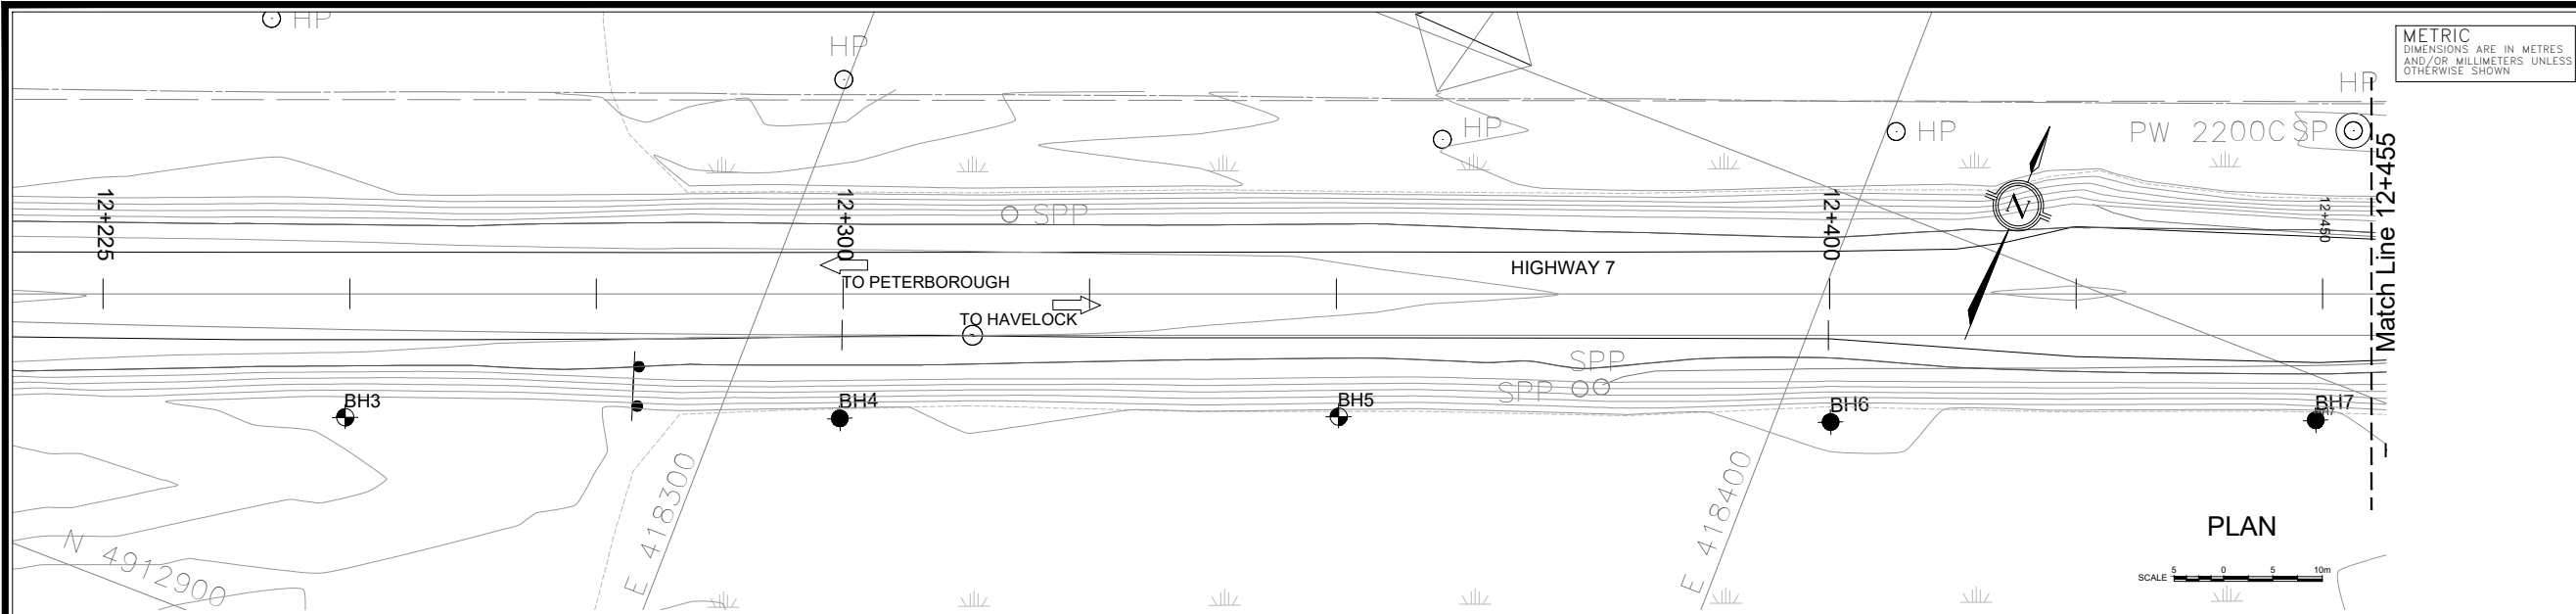 HP
HP
METRIC
DIMENSIONS ARE IN METRES
AND/OR MILLIMETERS UNLESS
OTHERWISE SHOWN
HP
HP
HP
PW 2200C SP
Match Line 12+455
12+225
12+300
12+400
12+450
N
SPP
HIGHWAY 7
TO PETERBOROUGH
TO HAVELOCK
SPP
SPP
BH3
BH4
BH5
BH6
BH7
BH7
E 418300
E 418400
N 4912900
PLAN
SCALE 5 0 5 10m